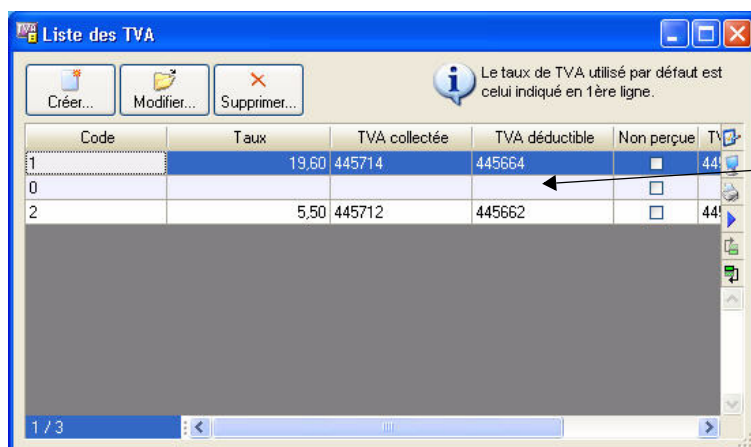 Liste des TVA
Créer... Modifier... Supprimer...
Le taux de TVA utilisé par défaut est
celui indiqué en 1ère ligne.
Code Taux TVA collectée TVA déductible Non perçue
1 19,60 445714 445664
0
2 5,50 445712 445662
1 / 3